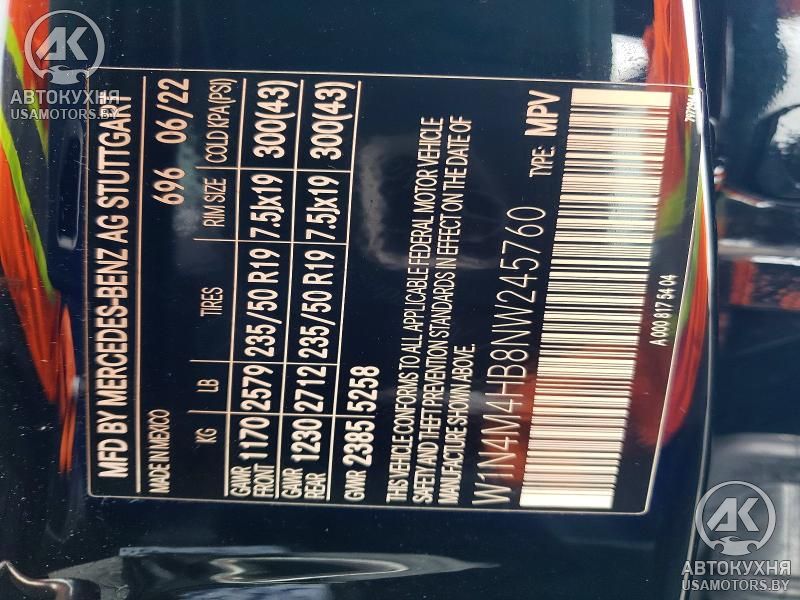 MFD BY MERCEDES-BENZ AG STUTTGART
MADE IN MEXICO 696 06/22
KG LB TIRES RIM SIZE COLD KPA(PSI)
GAWR FRONT 1170 2579 235/50 R19 7.5Jx19 300(43)
GAWR REAR 1230 2712 235/50 R19 7.5Jx19 300(43)
GMR 2385 5258
THIS VEHICLE CONFORMS TO ALL APPLICABLE FEDERAL MOTOR VEHICLE
SAFETY AND THEFT PREVENTION STANDARDS IN EFFECT ON THE DATE OF
MANUFACTURE SHOWN ABOVE.
W1N4M4HB8NW245760 TYPE: MPV
A 000 817 54 04
АК
АВТОКУХНЯ
USAMOTORS.BY
АК
АВТОКУХНЯ
USAMOTORS.BY